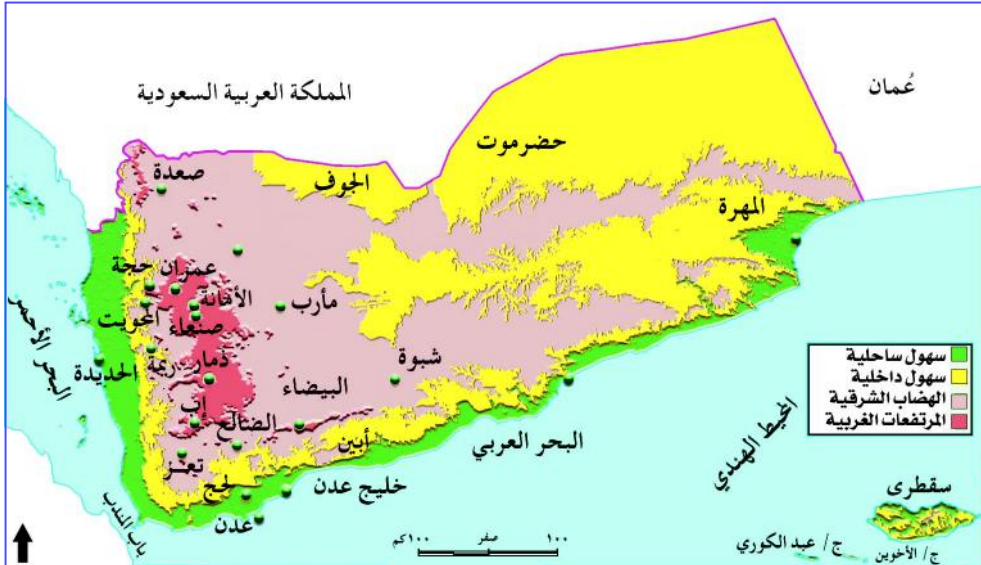 المملكة العربية السعودية
عُمان
حضرموت
الجوف
صعدة
المهرة
عمران حجة
الأمانة
مأرب
المحويت
صنعاء
البحر الأحمر
ذمار
ريمة
الحديدة
شبوة
البيضاء
إب
الضالع
أبين
تعز
لحج
عدن
خليج عدن
البحر العربي
المحيط الهندي
باب المندب
سهول ساحلية
سهول داخلية
الهضاب الشرقية
المرتفعات الغربية
سقطرى
ج/ عبد الكوري
ج/ الأخوين
١٠٠ صفر ١٠٠كم